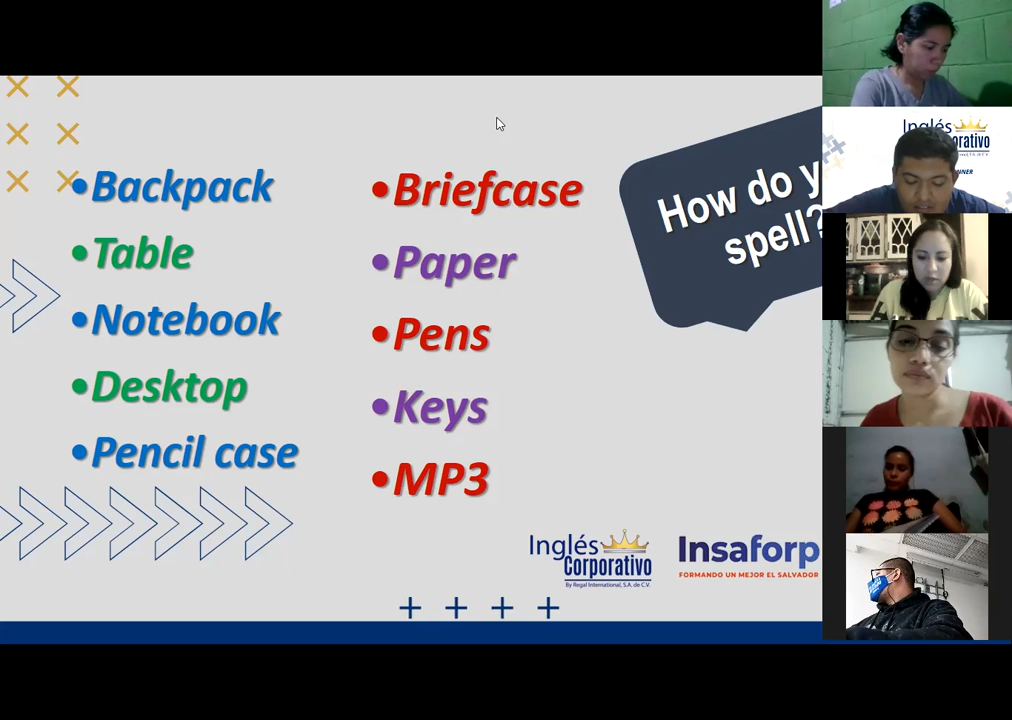 •Backpack
•Table
•Notebook
•Desktop
•Pencil case
•Briefcase
•Paper
•Pens
•Keys
•MP3
How do y
spell?
Inglés
Corporativo
By Regal International, S.A. de C.V.
Insaforp
FORMANDO UN MEJOR EL SALVADOR
Inglés
orativo